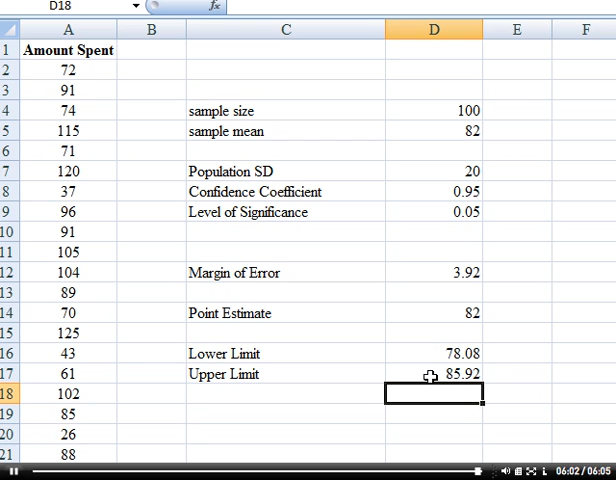 D18 fx
A B C D E F
1 Amount Spent
2 72
3 91
4 74 sample size 100
5 115 sample mean 82
6 71
7 120 Population SD 20
8 37 Confidence Coefficient 0.95
9 96 Level of Significance 0.05
10 91
11 105
12 104 Margin of Error 3.92
13 89
14 70 Point Estimate 82
15 125
16 43 Lower Limit 78.08
17 61 Upper Limit 85.92
18 102
19 85
20 26
21 88
06:02 / 06:05